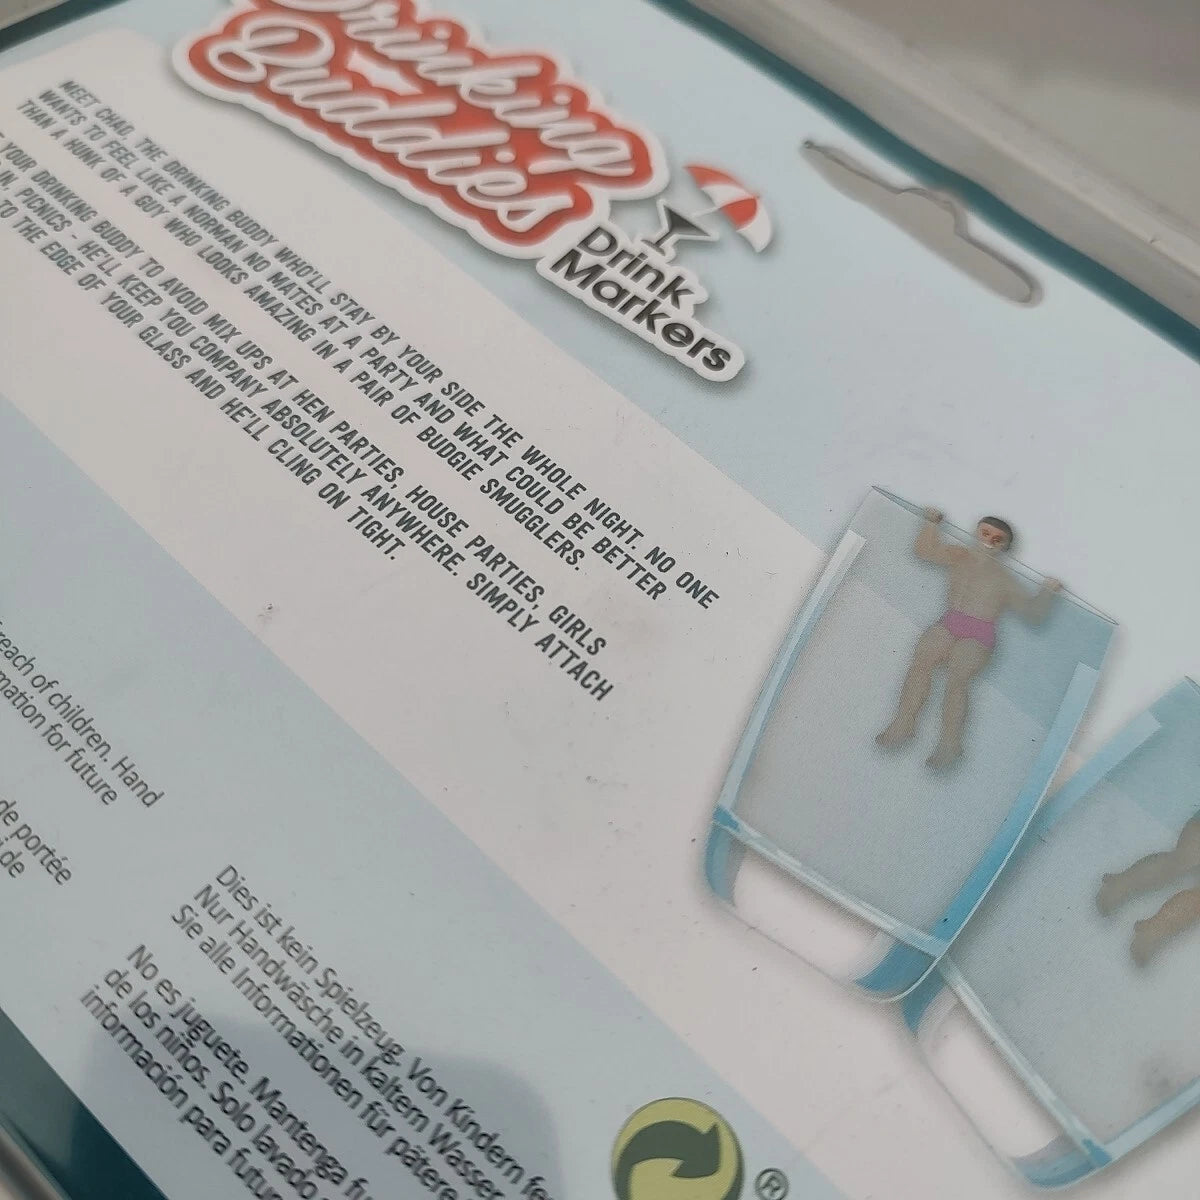 Drinking
Buddies
Drink
Markers
MEET CHAD, THE DRINKING BUDDY WHO'LL STAY BY YOUR SIDE THE WHOLE NIGHT. NO ONE
WANTS TO FEEL LIKE A NORMAN NO MATES AT A PARTY AND WHAT COULD BE BETTER
THAN A HUNK OF A GUY WHO LOOKS AMAZING IN A PAIR OF BUDGIE SMUGGLERS.
YOUR DRINKING BUDDY TO AVOID MIX UPS AT HEN PARTIES, HOUSE PARTIES, GIRLS
IN, PICNICS - HE'LL KEEP YOU COMPANY ABSOLUTELY ANYWHERE. SIMPLY ATTACH
TO THE EDGE OF YOUR GLASS AND HE'LL CLING ON TIGHT.
reach of children. Hand
for future
de portée
de
Dies ist kein Spielzeug. Von Kindern
Nur Handwäsche in kaltem Wasser
Sie alle Informationen für
No es juguete. Mantenga
de los niños. Solo lavado
información para
®